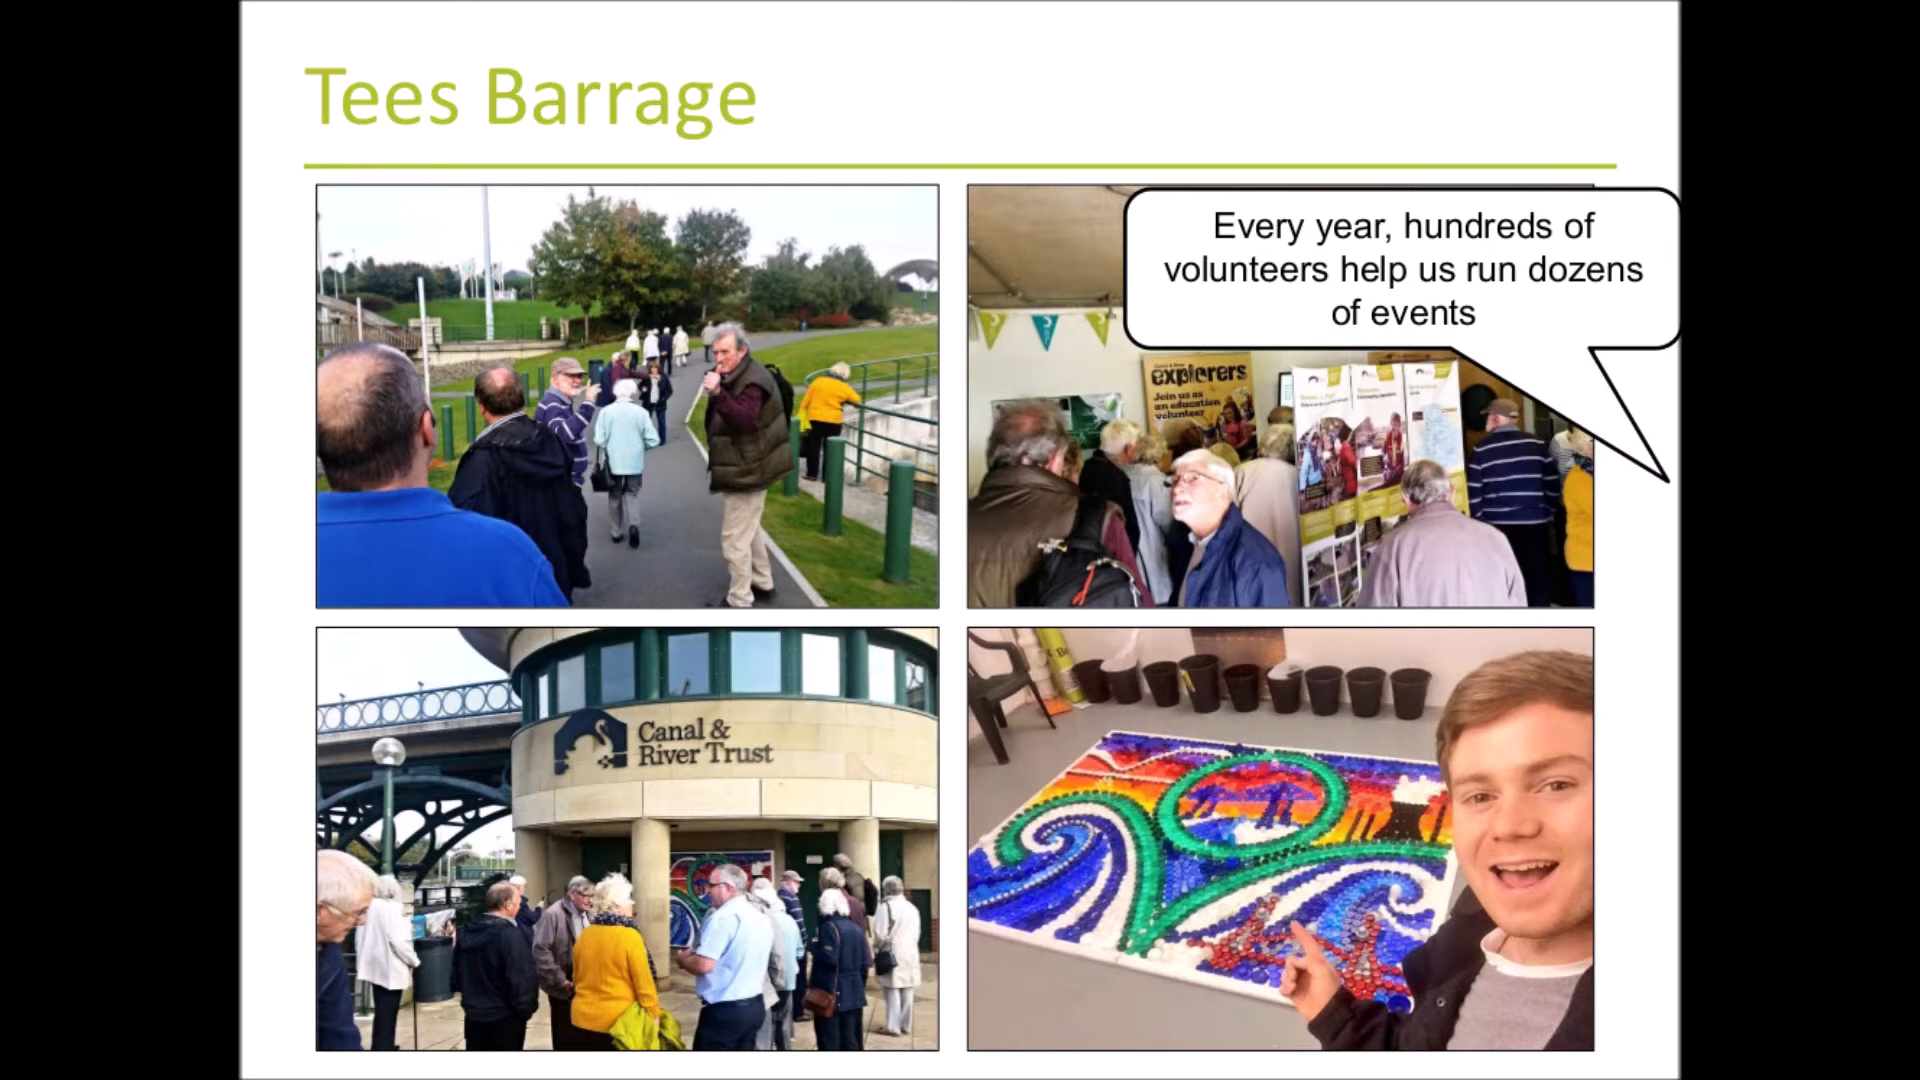 Tees Barrage
Every year, hundreds of
volunteers help us run dozens
of events
explorers
Join us as
an education
volunteer
Canal &
River Trust